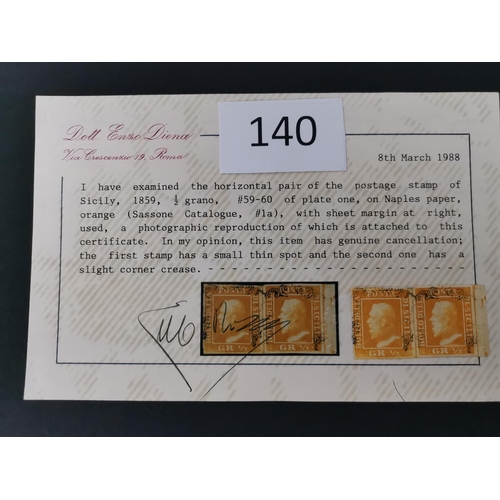 Dott. Enzo Diena
Via Crescenzio 19, Roma
140
8th March 1988
I have examined the horizontal pair of the postage stamp of
Sicily, 1859, ½ grano, #59-60 of plate one, on Naples paper,
orange (Sassone Catalogue, #1a), with sheet margin at right,
used, a photographic reproduction of which is attached to this
certificate. In my opinion, this item has genuine cancellation;
the first stamp has a small thin spot and the second one has a
slight corner crease.
GR ½ GR ½
GR ½ GR ½